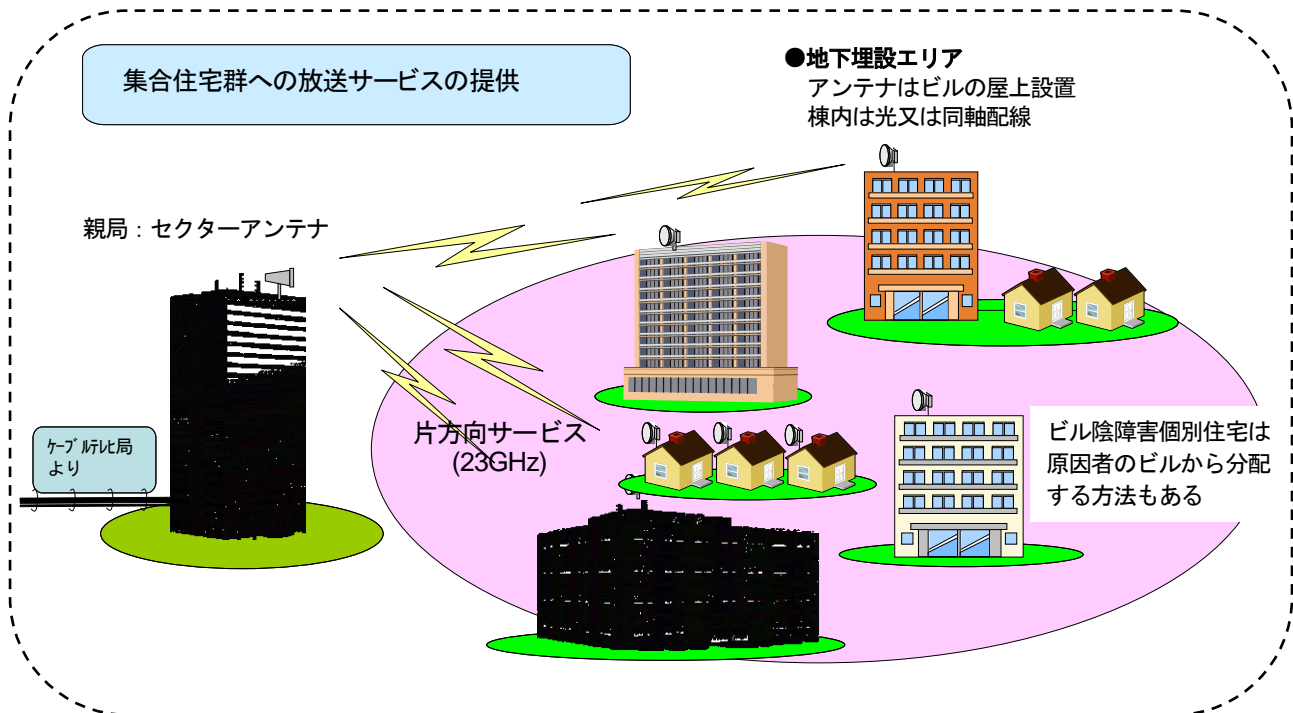 集合住宅群への放送サービスの提供
●地下埋設エリア
アンテナはビルの屋上設置
棟内は光又は同軸配線
親局：セクターアンテナ
ｹｰﾌﾞﾙﾃﾚﾋﾞ局
より
片方向サービス
(23GHz)
ビル陰障害個別住宅は
原因者のビルから分配
する方法もある